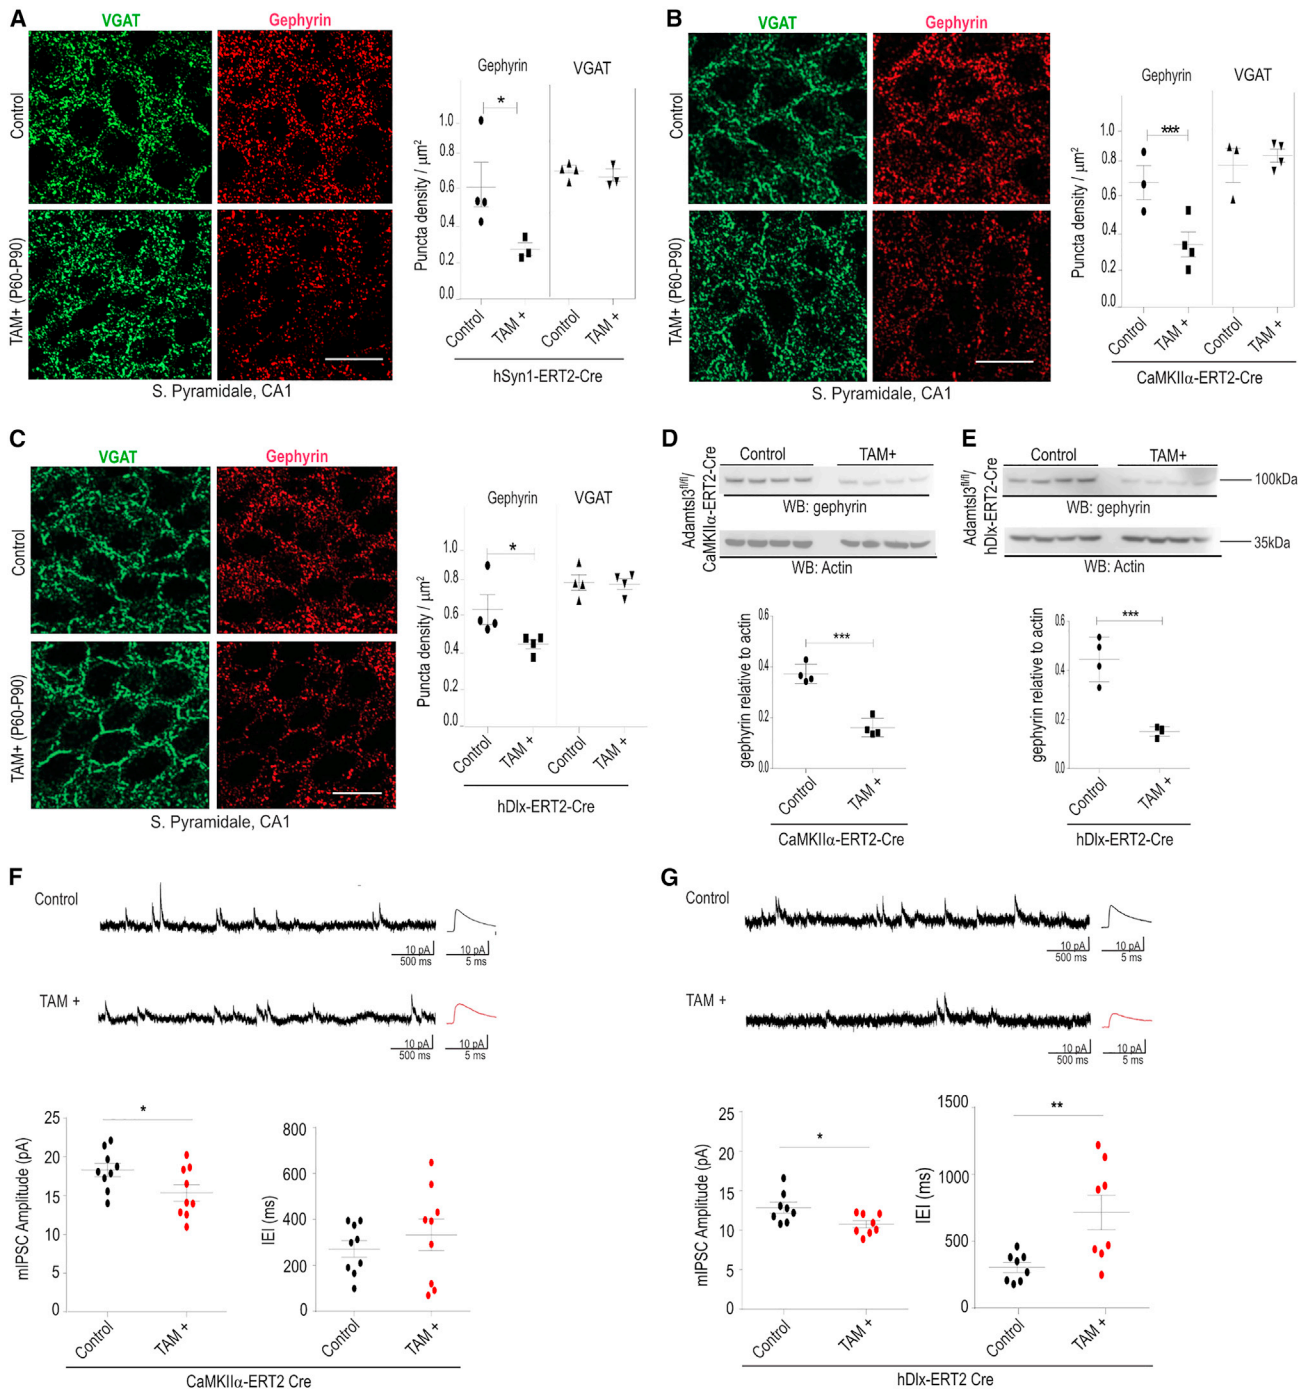 A
VGAT
Gephyrin
Control
TAM+ (P60-P90)
S. Pyramidale, CA1
Gephyrin
VGAT
*
Puncta density / μm²
1.0
0.8
0.6
0.4
0.2
0.0
Control
TAM +
Control
TAM +
hSyn1-ERT2-Cre
B
VGAT
Gephyrin
Control
TAM+ (P60-P90)
S. Pyramidale, CA1
Gephyrin
VGAT
***
Puncta density / μm²
1.0
0.8
0.6
0.4
0.2
0.0
Control
TAM +
Control
TAM +
CaMKIIα-ERT2-Cre
C
VGAT
Gephyrin
Control
TAM+ (P60-P90)
S. Pyramidale, CA1
Gephyrin
VGAT
*
Puncta density / μm²
1.0
0.8
0.6
0.4
0.2
0.0
Control
TAM +
Control
TAM +
hDlx-ERT2-Cre
D
Adamtsl3fl/fl/
CaMKIIα-ERT2-Cre
Control
TAM+
WB: gephyrin
WB: Actin
gephyrin relative to actin
0.6
0.4
0.2
0.0
***
Control
TAM +
CaMKIIα-ERT2-Cre
E
Adamtsl3fl/fl/
hDlx-ERT2-Cre
Control
TAM+
100kDa
WB: gephyrin
35kDa
WB: Actin
gephyrin relative to actin
0.6
0.4
0.2
0.0
***
Control
TAM +
hDlx-ERT2-Cre
F
Control
10 pA
500 ms
10 pA
5 ms
TAM +
10 pA
500 ms
10 pA
5 ms
mIPSC Amplitude (pA)
25
20
15
10
5
0
*
Control
TAM +
IEI (ms)
800
600
400
200
0
Control
TAM +
CaMKIIα-ERT2 Cre
G
Control
10 pA
500 ms
10 pA
5 ms
TAM +
10 pA
500 ms
10 pA
5 ms
mIPSC Amplitude (pA)
25
20
15
10
5
0
*
Control
TAM +
IEI (ms)
1500
1000
500
0
**
Control
TAM +
hDlx-ERT2 Cre